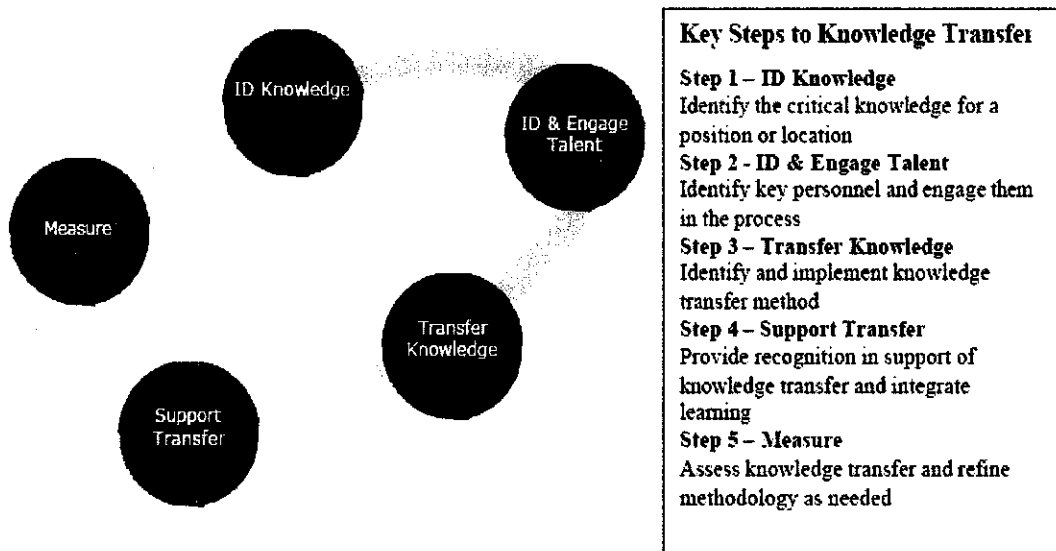 ID Knowledge
ID & Engage
Talent
Measure
Transfer
Knowledge
Support
Transfer
Key Steps to Knowledge Transfer
Step 1 – ID Knowledge
Identify the critical knowledge for a
position or location
Step 2 - ID & Engage Talent
Identify key personnel and engage them
in the process
Step 3 – Transfer Knowledge
Identify and implement knowledge
transfer method
Step 4 – Support Transfer
Provide recognition in support of
knowledge transfer and integrate
learning
Step 5 – Measure
Assess knowledge transfer and refine
methodology as needed